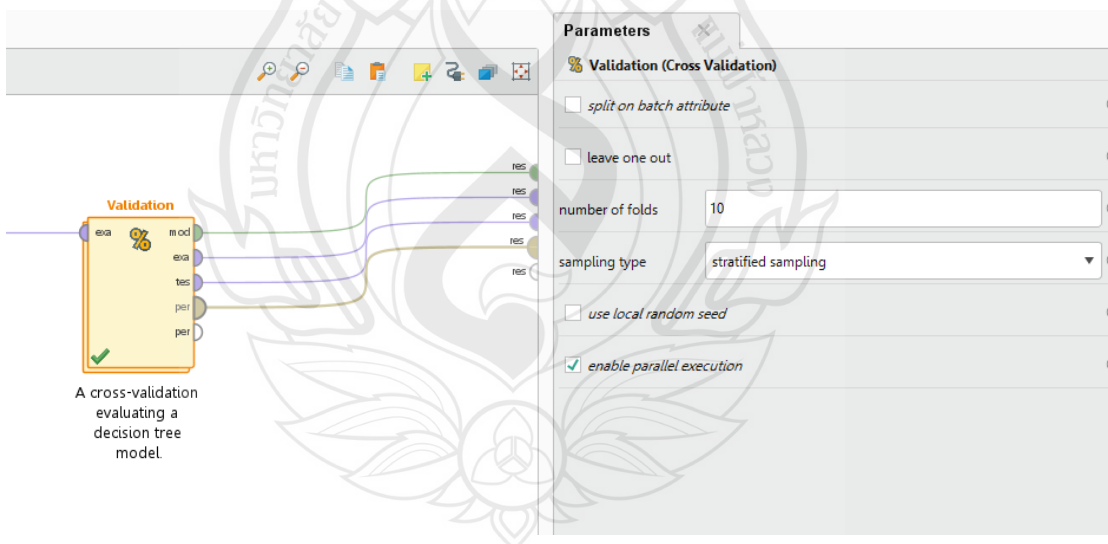 Parameters
Validation (Cross Validation)
split on batch attribute
leave one out
number of folds 10
sampling type stratified sampling
use local random seed
enable parallel execution
res
res
res
res
res
Validation
exa mod
exa
tes
per
per
A cross-validation
evaluating a
decision tree
model.